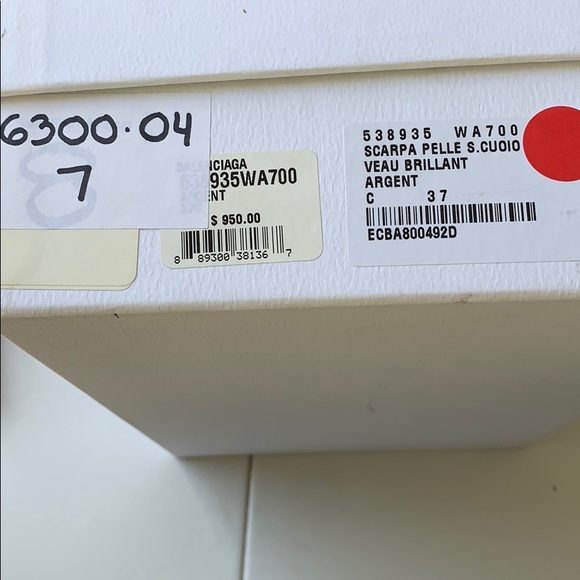 6300.04
7
BALENCIAGA
935WA700
$ 950.00
8 89300 38136 7
538935 WA700
SCARPA PELLE S.CUOIO
VEAU BRILLANT
ARGENT
C 37
ECBA800492D